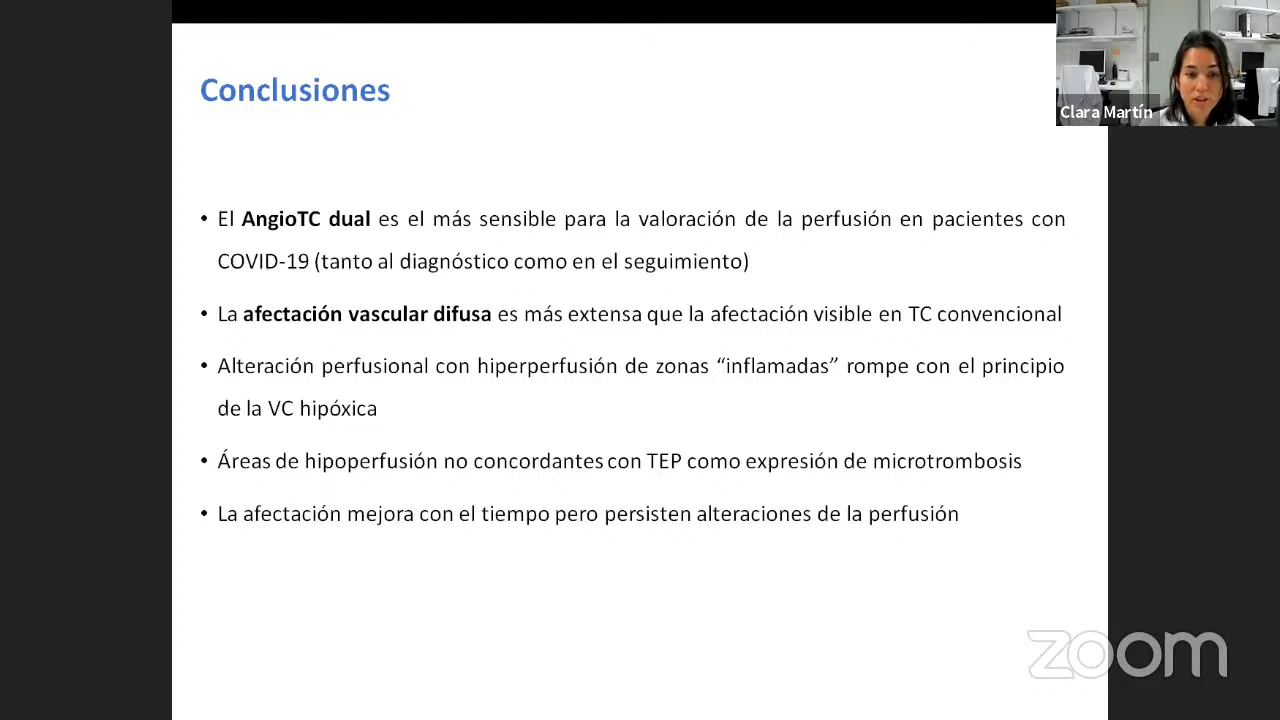 Conclusiones
Clara Martín
• El AngioTC dual es el más sensible para la valoración de la perfusión en pacientes con
COVID-19 (tanto al diagnóstico como en el seguimiento)
• La afectación vascular difusa es más extensa que la afectación visible en TC convencional
• Alteración perfusional con hiperperfusión de zonas “inflamadas” rompe con el principio
de la VC hipóxica
• Áreas de hipoperfusión no concordantes con TEP como expresión de microtrombosis
• La afectación mejora con el tiempo pero persisten alteraciones de la perfusión
zoom